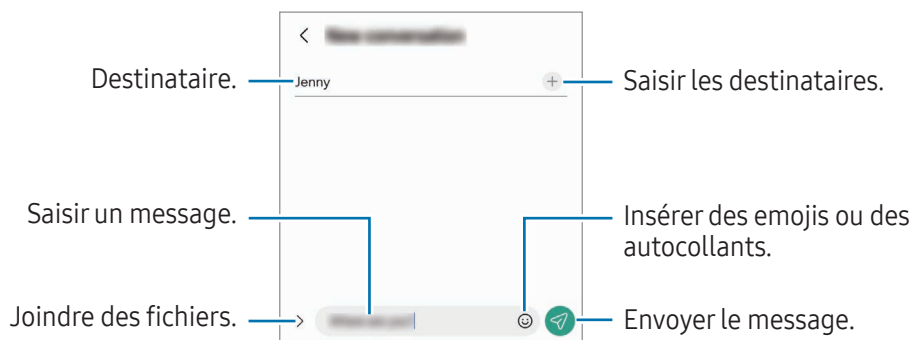 Destinataire.
Jenny
Saisir les destinataires.
Saisir un message.
Insérer des emojis ou des
autocollants.
Joindre des fichiers.
Envoyer le message.